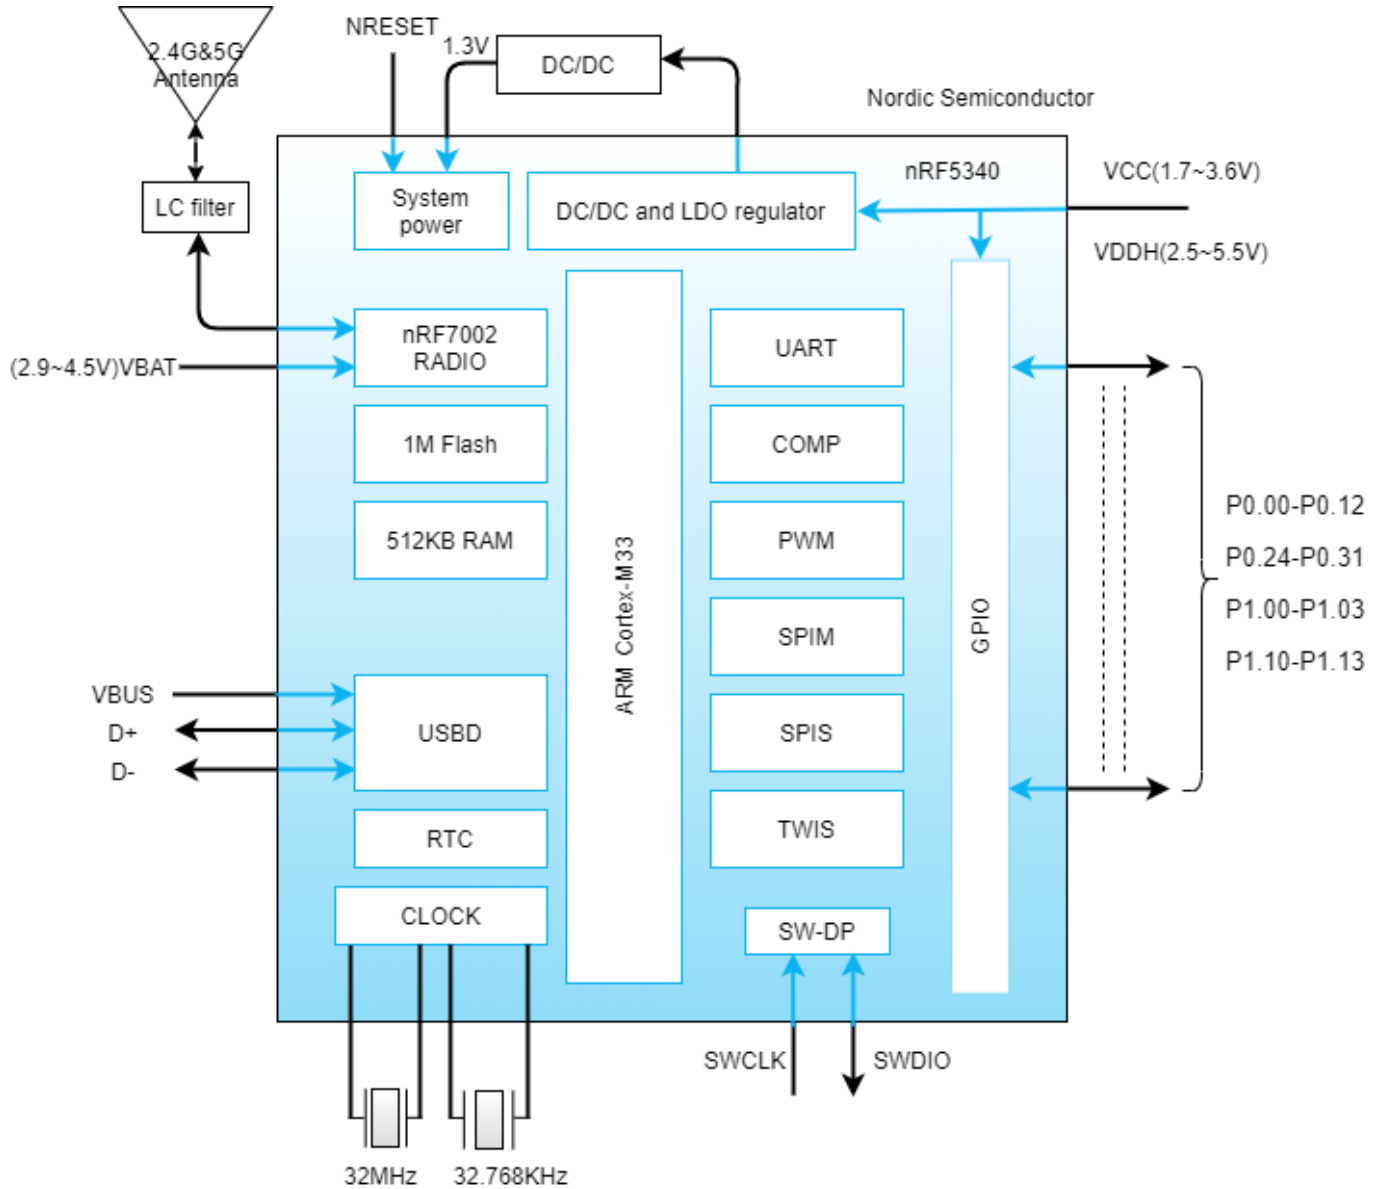 NRESET
1.3V
DC/DC
2.4G&5G
Antenna
Nordic Semiconductor
LC filter
System
power
DC/DC and LDO regulator
nRF5340
VCC(1.7~3.6V)
VDDH(2.5~5.5V)
nRF7002
RADIO
(2.9~4.5V)VBAT
UART
1M Flash
COMP
512KB RAM
PWM
ARM Cortex-M33
SPIM
GPIO
P0.00-P0.12
P0.24-P0.31
P1.00-P1.03
P1.10-P1.13
VBUS
D+
D-
USBD
SPIS
RTC
TWIS
CLOCK
SW-DP
SWCLK
SWDIO
32MHz
32.768KHz